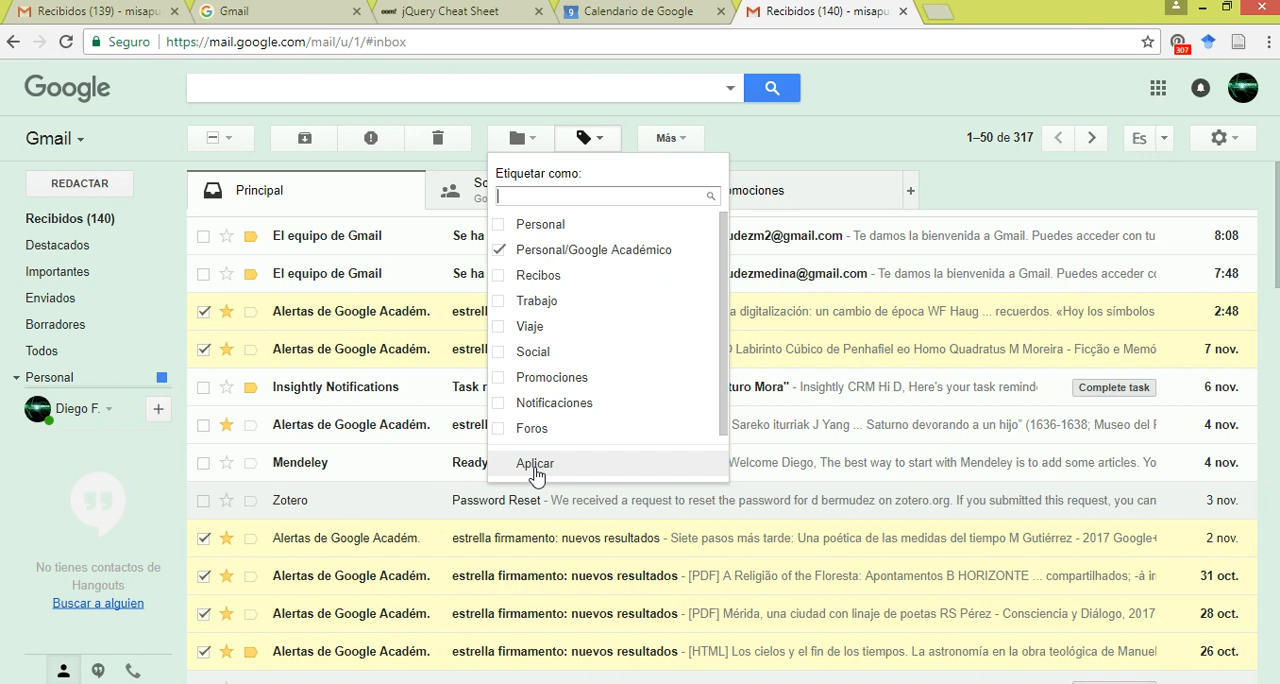 Recibidos (139) - misapu
Gmail
jQuery Cheat Sheet
Calendario de Google
Recibidos (140) - misapu
Seguro
https://mail.google.com/mail/u/1/#inbox
307
Google
Gmail
Más
1–50 de 317
Es
REDACTAR
Recibidos (140)
Destacados
Importantes
Enviados
Borradores
Todos
Personal
Diego F.
No tienes contactos de
Hangouts
Buscar a alguien
Principal
So
Go
omociones
Etiquetar como:
Personal
Personal/Google Académico
Recibos
Trabajo
Viaje
Social
Promociones
Notificaciones
Foros
Aplicar
El equipo de Gmail Se ha udezm2@gmail.com - Te damos la bienvenida a Gmail. Puedes acceder con tu 8:08
El equipo de Gmail Se ha udezmedina@gmail.com - Te damos la bienvenida a Gmail. Puedes acceder co 7:48
Alertas de Google Académ. estrell a digitalización: un cambio de época WF Haug ... recuerdos. «Hoy los símbolos 2:48
Alertas de Google Académ. estrell O Labirinto Cúbico de Penhafiel eo Homo Quadratus M Moreira - Ficção e Memó 7 nov.
Insightly Notifications Task r turo Mora" - Insightly CRM Hi D, Here's your task remind Complete task 6 nov.
Alertas de Google Académ. estrell Sareko iturriak J Yang ... Saturno devorando a un hijo" (1636-1638; Museo del P 4 nov.
Mendeley Ready Welcome Diego, The best way to start with Mendeley is to add some articles. Yo 4 nov.
Zotero Password Reset - We received a request to reset the password for d bermudez on zotero.org. If you submitted this request, you can 3 nov.
Alertas de Google Académ. estrella firmamento: nuevos resultados - Siete pasos más tarde: Una poética de las medidas del tiempo M Gutiérrez - 2017 Google+ 2 nov.
Alertas de Google Académ. estrella firmamento: nuevos resultados - [PDF] A Religião of the Floresta: Apontamentos B HORIZONTE ... compartilhados; -á ir 31 oct.
Alertas de Google Académ. estrella firmamento: nuevos resultados - [PDF] Mérida, una ciudad con linaje de poetas RS Pérez - Consciencia y Diálogo, 2017 28 oct.
Alertas de Google Académ. estrella firmamento: nuevos resultados - [HTML] Los cielos y el fin de los tiempos. La astronomía en la obra teológica de Manuel 26 oct.